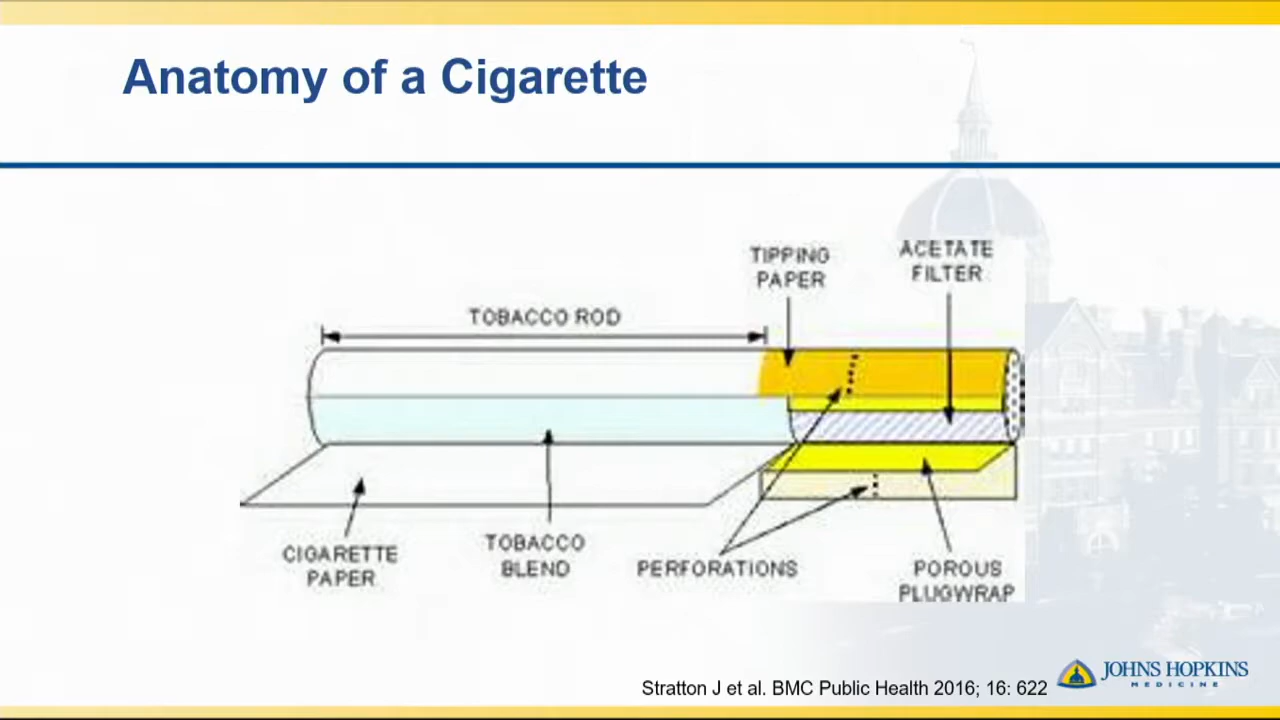 Anatomy of a Cigarette
TIPPING
PAPER
ACETATE
FILTER
TOBACCO ROD
CIGARETTE
PAPER
TOBACCO
BLEND
PERFORATIONS
POROUS
PLUGWRAP
Stratton J et al. BMC Public Health 2016; 16: 622
JOHNS HOPKINS
MEDICINE